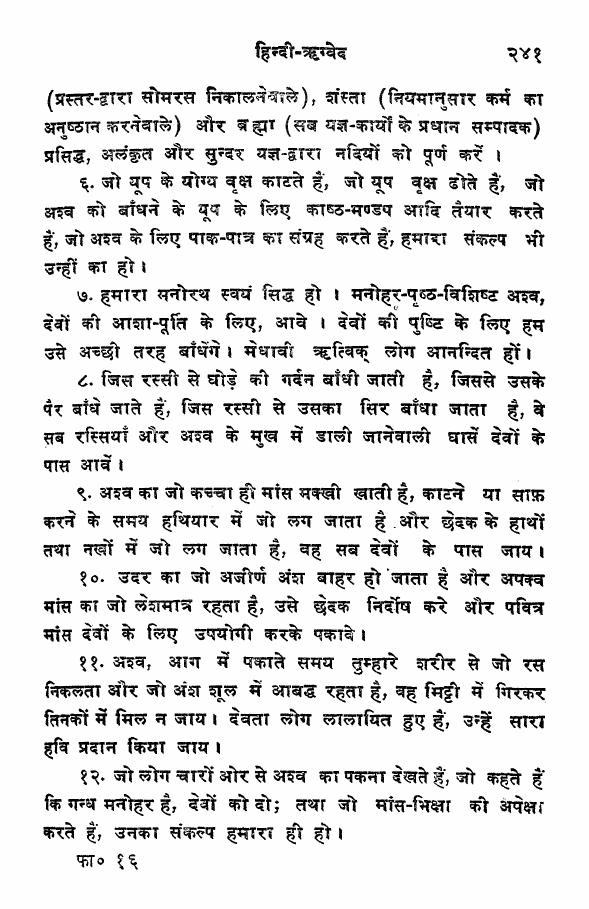 हिन्दी-ऋग्वेद २४१
(प्रस्तर-द्वारा सोमरस निकालनेवाले), शंस्ता (नियमानुसार कर्म का
अनुष्ठान करनेवाले) और ब्रह्मा (सब यज्ञ-कार्यों के प्रधान सम्पादक)
प्रसिद्ध, अलंकृत और सुन्दर यज्ञ-द्वारा नदियों को पूर्ण करें ।
६. जो यूप के योग्य वृक्ष काटते हैं, जो यूप वृक्ष ढोते हैं, जो
अश्व को बाँधने के यूप के लिए काष्ठ-मण्डप आदि तैयार करते
हैं, जो अश्व के लिए पाक-पात्र का संग्रह करते हैं, हमारा संकल्प भी
उन्हीं का हो।
७. हमारा मनोरथ स्वयं सिद्ध हो । मनोहर-पृष्ठ-विशिष्ट अश्व,
देवों की आशा-पूर्ति के लिए, आवे । देवों की पुष्टि के लिए हम
उसे अच्छी तरह बाँधेंगे। मेधावी ऋत्विक् लोग आनन्दित हों।
८. जिस रस्सी से घोड़े की गर्दन बाँधी जाती है, जिससे उसके
पैर बाँधे जाते हैं, जिस रस्सी से उसका सिर बाँधा जाता है, वे
सब रस्सियाँ और अश्व के मुख में डाली जानेवाली घासें देवों के
पास आवें।
९. अश्व का जो कच्चा ही मांस मक्खी खाती है, काटने या साफ़
करने के समय हथियार में जो लग जाता है और छेदक के हाथों
तथा नखों में जो लग जाता है, वह सब देवों के पास जाय।
१०. उदर का जो अजीर्ण अंश बाहर हो जाता है और अपक्व
मांस का जो लेशमात्र रहता है, उसे छेदक निर्दोष करे और पवित्र
मांस देवों के लिए उपयोगी करके पकावे।
११. अश्व, आग में पकाते समय तुम्हारे शरीर से जो रस
निकलता और जो अंश शूल में आबद्ध रहता है, वह मिट्टी में गिरकर
तिनकों में मिल न जाय। देवता लोग लालायित हुए हैं, उन्हें सारा
हवि प्रदान किया जाय।
१२. जो लोग चारों ओर से अश्व का पकना देखते हैं, जो कहते हैं
कि गन्ध मनोहर है, देवों को दो; तथा जो मांस-भिक्षा की अपेक्षा
करते हैं, उनका संकल्प हमारा ही हो।
फा० १६